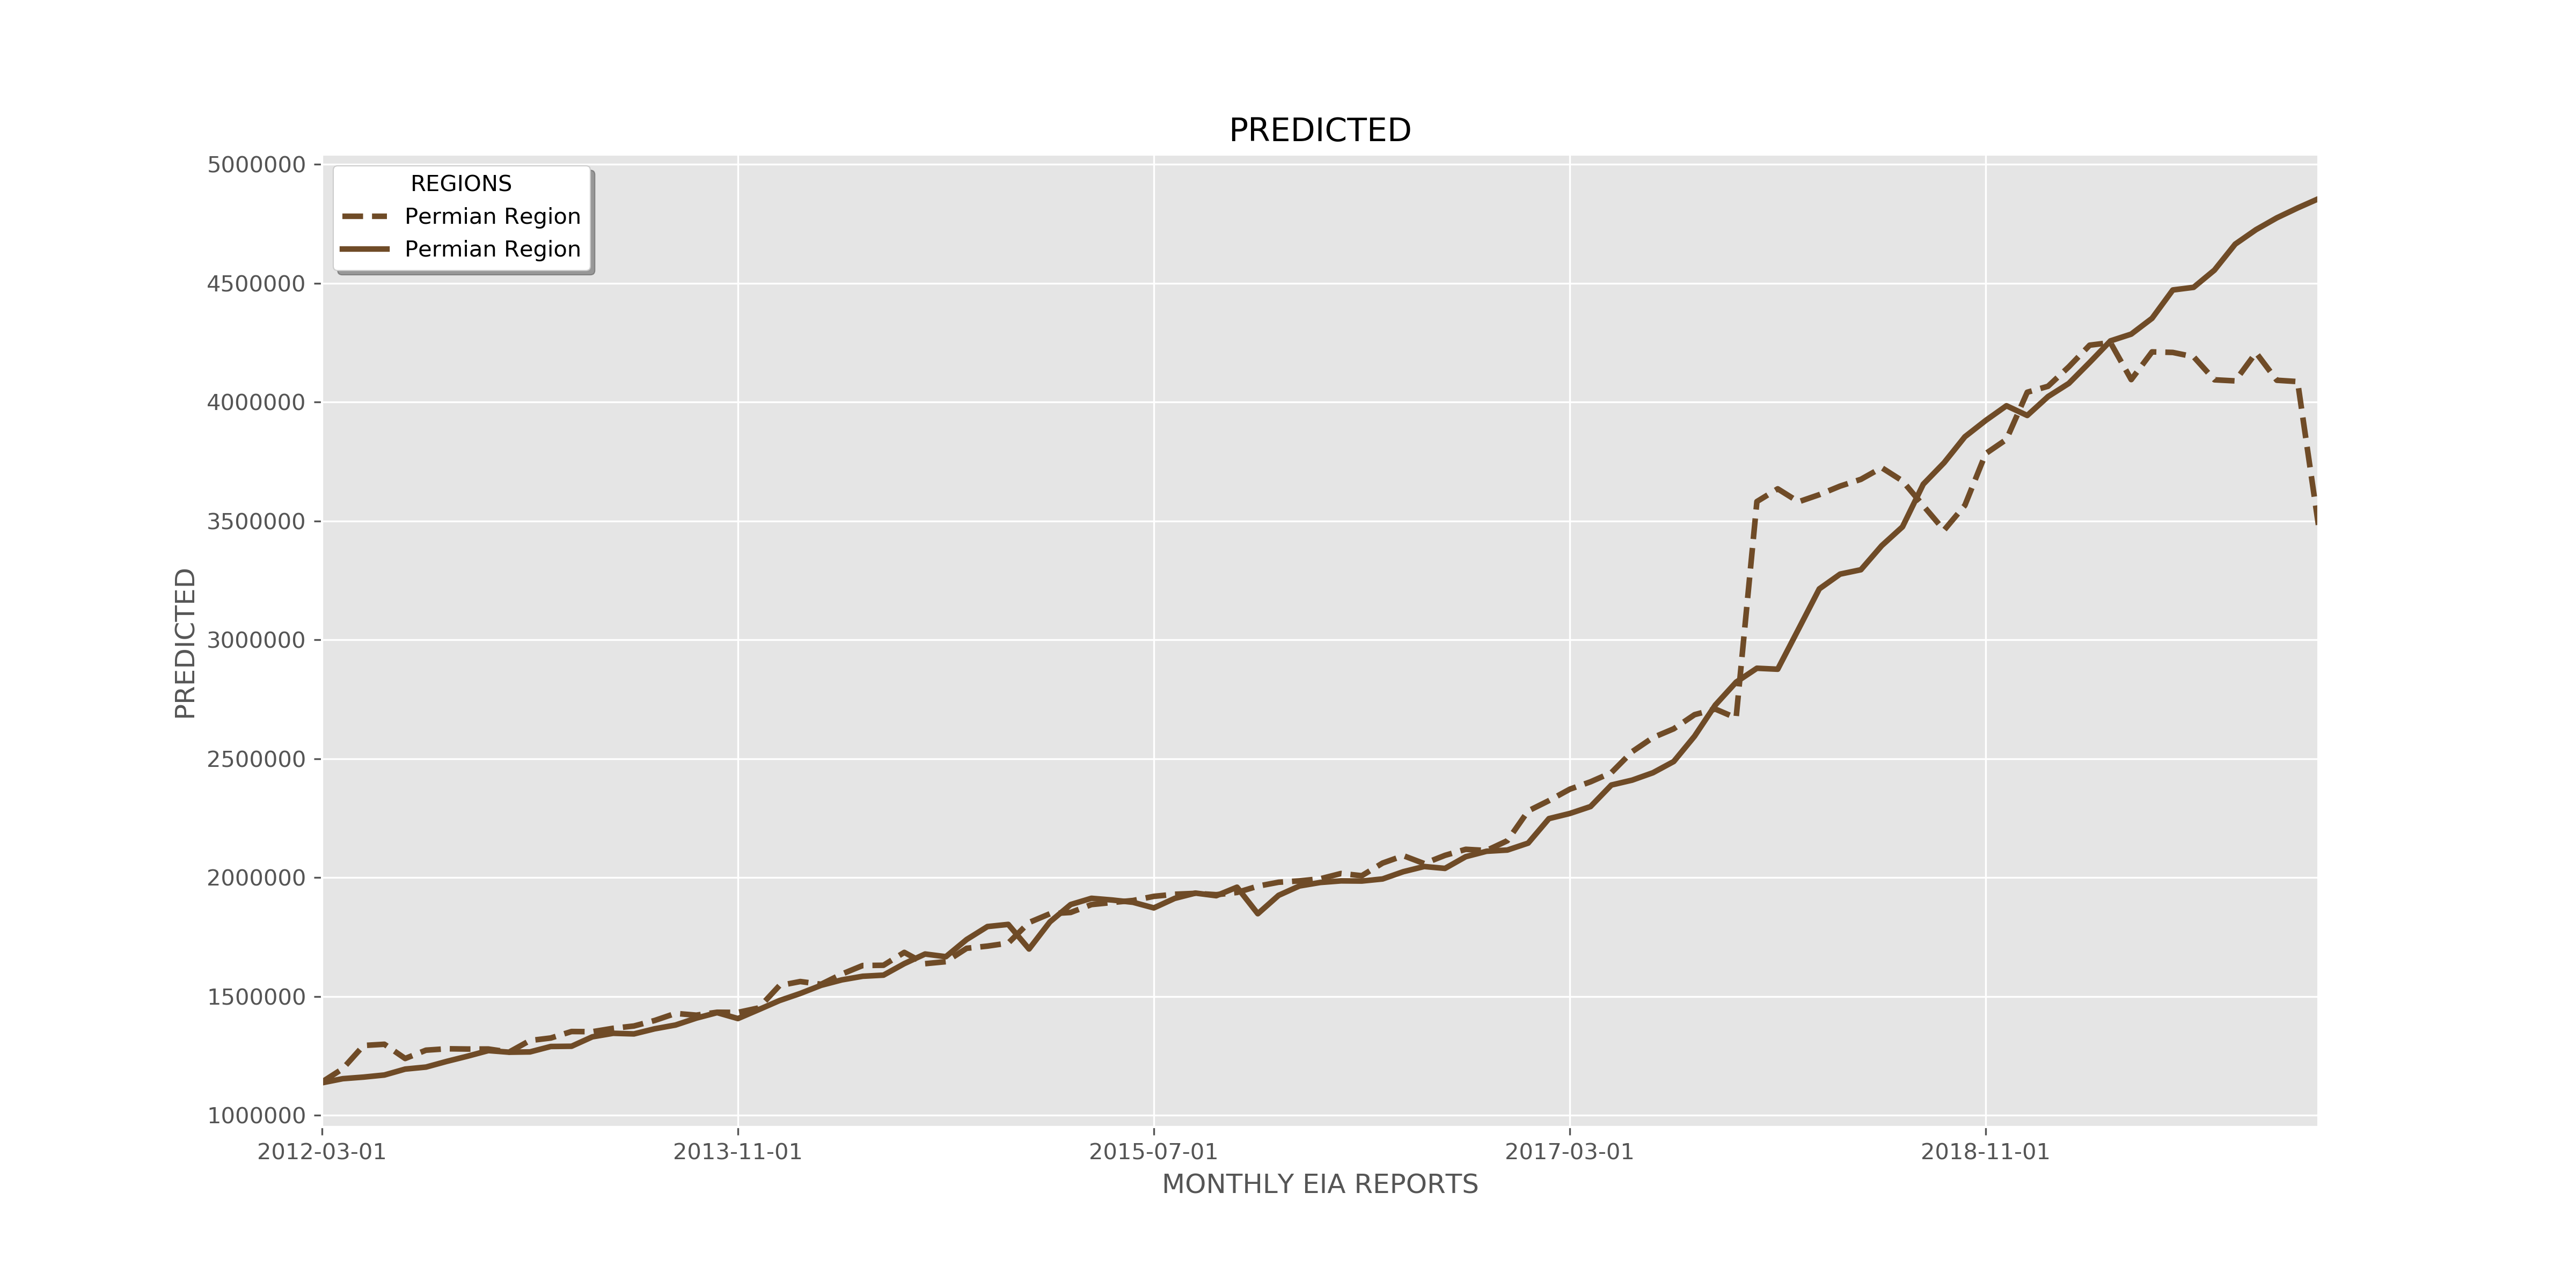 PREDICTED
REGIONS
Permian Region
Permian Region
5000000
4500000
4000000
3500000
3000000
2500000
2000000
1500000
1000000
PREDICTED
2012-03-01
2013-11-01
2015-07-01
2017-03-01
2018-11-01
MONTHLY EIA REPORTS